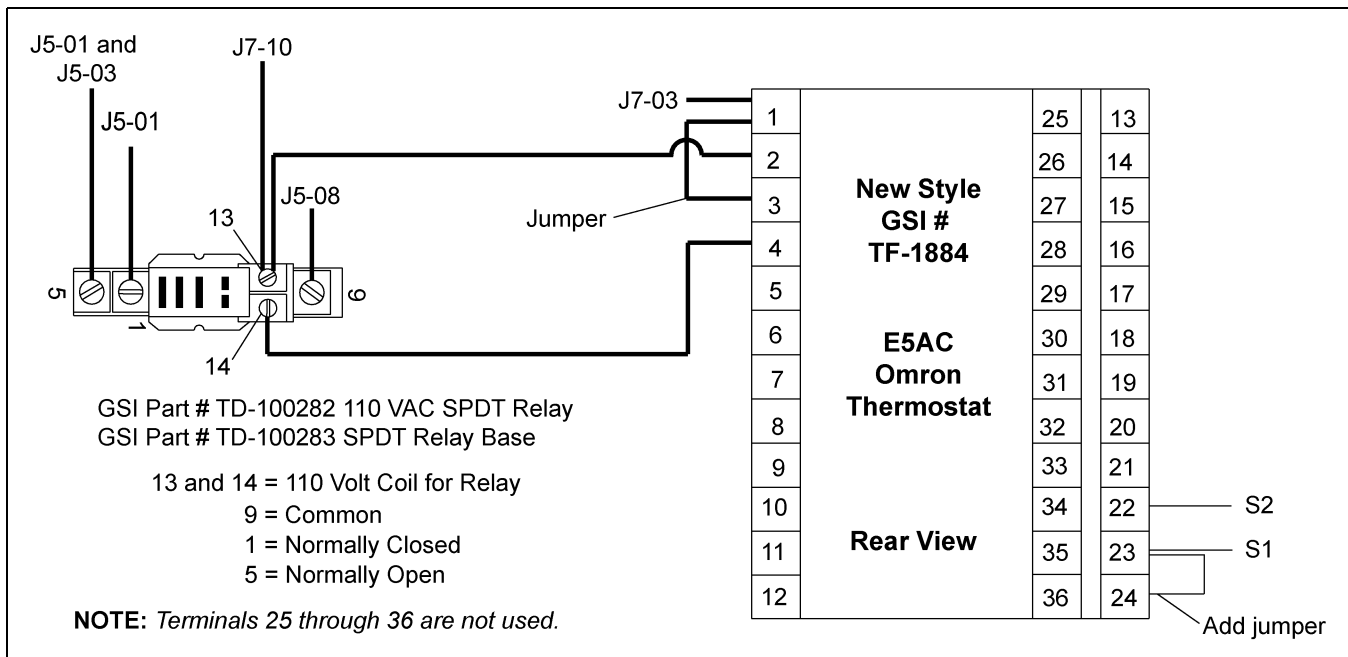 J5-01 and
J5-03
J7-10
J5-01
J7-03
J5-08
13
Jumper
5
1
9
14
GSI Part # TD-100282 110 VAC SPDT Relay
GSI Part # TD-100283 SPDT Relay Base
13 and 14 = 110 Volt Coil for Relay
9 = Common
1 = Normally Closed
5 = Normally Open
NOTE: Terminals 25 through 36 are not used.
1
2
3
4
5
6
7
8
9
10
11
12
New Style
GSI #
TF-1884
E5AC
Omron
Thermostat
Rear View
25
26
27
28
29
30
31
32
33
34
35
36
13
14
15
16
17
18
19
20
21
22
23
24
S2
S1
Add jumper